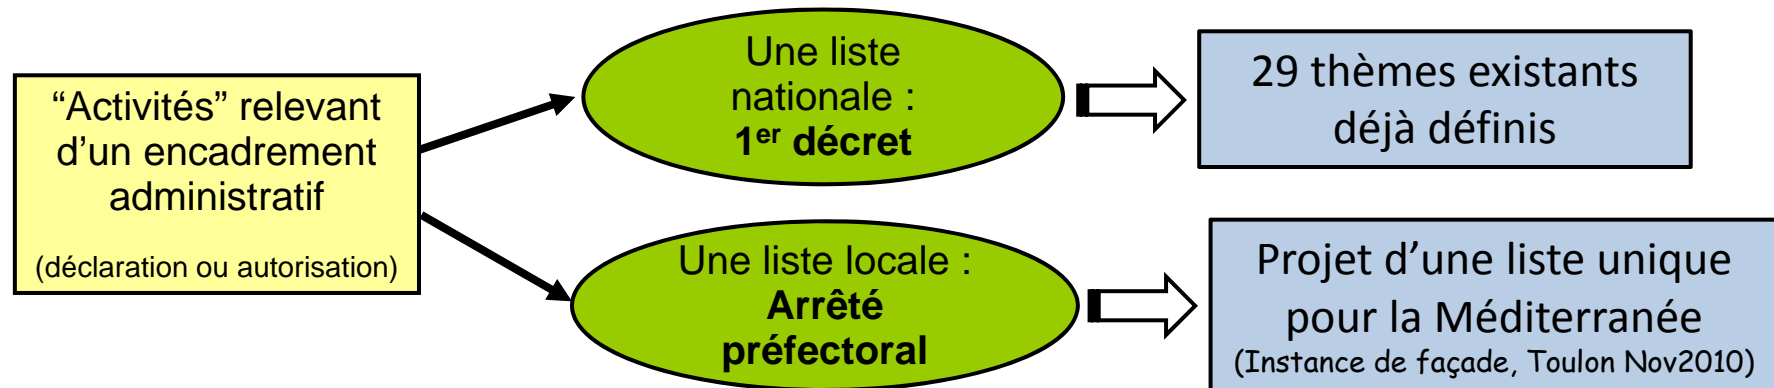 “Activités” relevant
d’un encadrement
administratif
(déclaration ou autorisation)
Une liste
nationale :
1er décret
29 thèmes existants
déjà définis
Une liste locale :
Arrêté
préfectoral
Projet d’une liste unique
pour la Méditerranée
(Instance de façade, Toulon Nov2010)